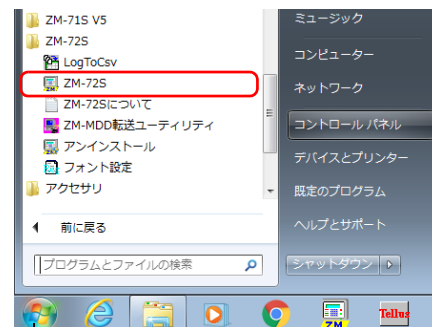 ZM-71S V5
ZM-72S
LogToCsv
ZM-72S
ZM-72Sについて
ZM-MDD転送ユーティリティ
アンインストール
フォント設定
アクセサリ
前に戻る
プログラムとファイルの検索
ミュージック
コンピューター
ネットワーク
コントロール パネル
デバイスとプリンター
既定のプログラム
ヘルプとサポート
シャットダウン
ZM
Tellus